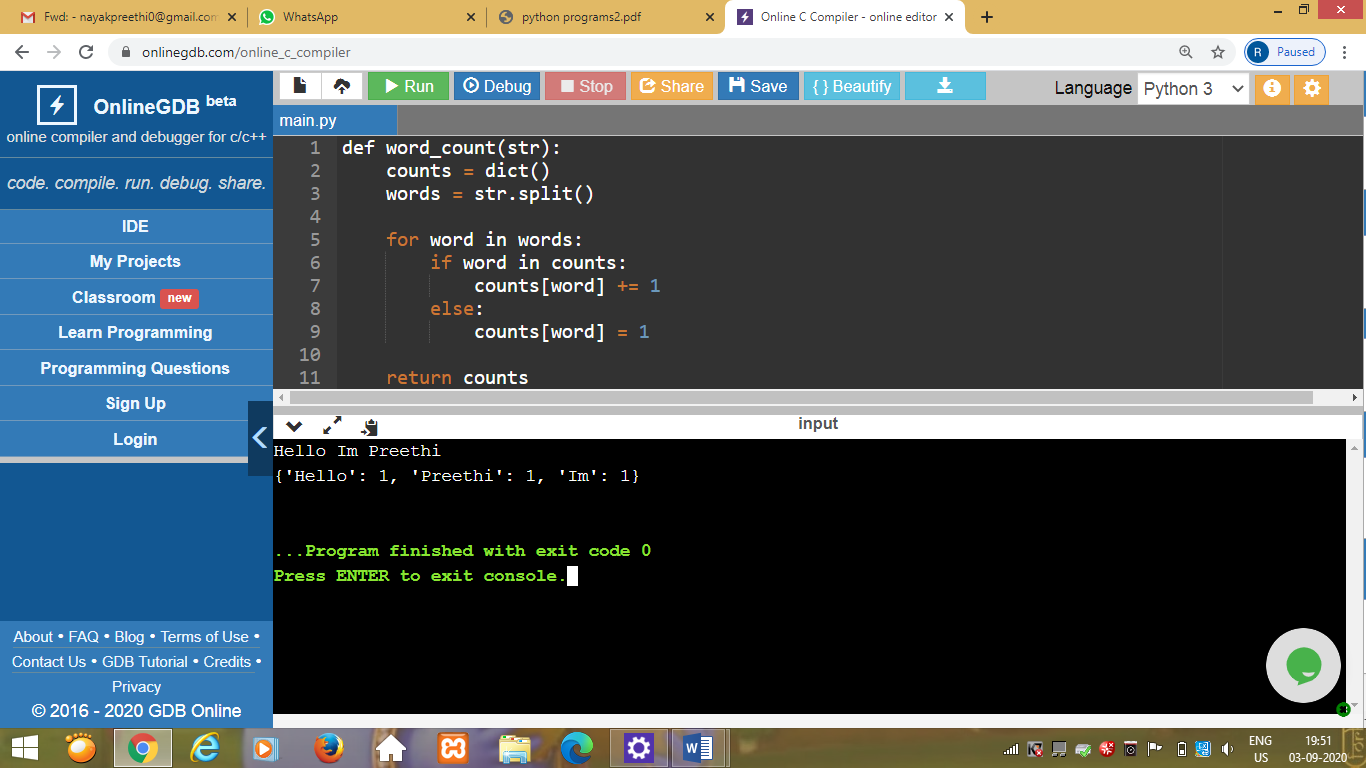 Fwd: - nayakpreethi0@gmail.com
WhatsApp
python programs2.pdf
Online C Compiler - online editor
onlinegdb.com/online_c_compiler
R Paused
OnlineGDB beta
online compiler and debugger for c/c++
code. compile. run. debug. share.
IDE
My Projects
Classroom new
Learn Programming
Programming Questions
Sign Up
Login
About • FAQ • Blog • Terms of Use •
Contact Us • GDB Tutorial • Credits •
Privacy
© 2016 - 2020 GDB Online
Run Debug Stop Share Save { } Beautify
Language Python 3
main.py
1 def word_count(str):
2     counts = dict()
3     words = str.split()
4
5     for word in words:
6         if word in counts:
7             counts[word] += 1
8         else:
9             counts[word] = 1
10
11     return counts
input
Hello Im Preethi
{'Hello': 1, 'Preethi': 1, 'Im': 1}
...Program finished with exit code 0
Press ENTER to exit console.
ENG 19:51
US 03-09-2020